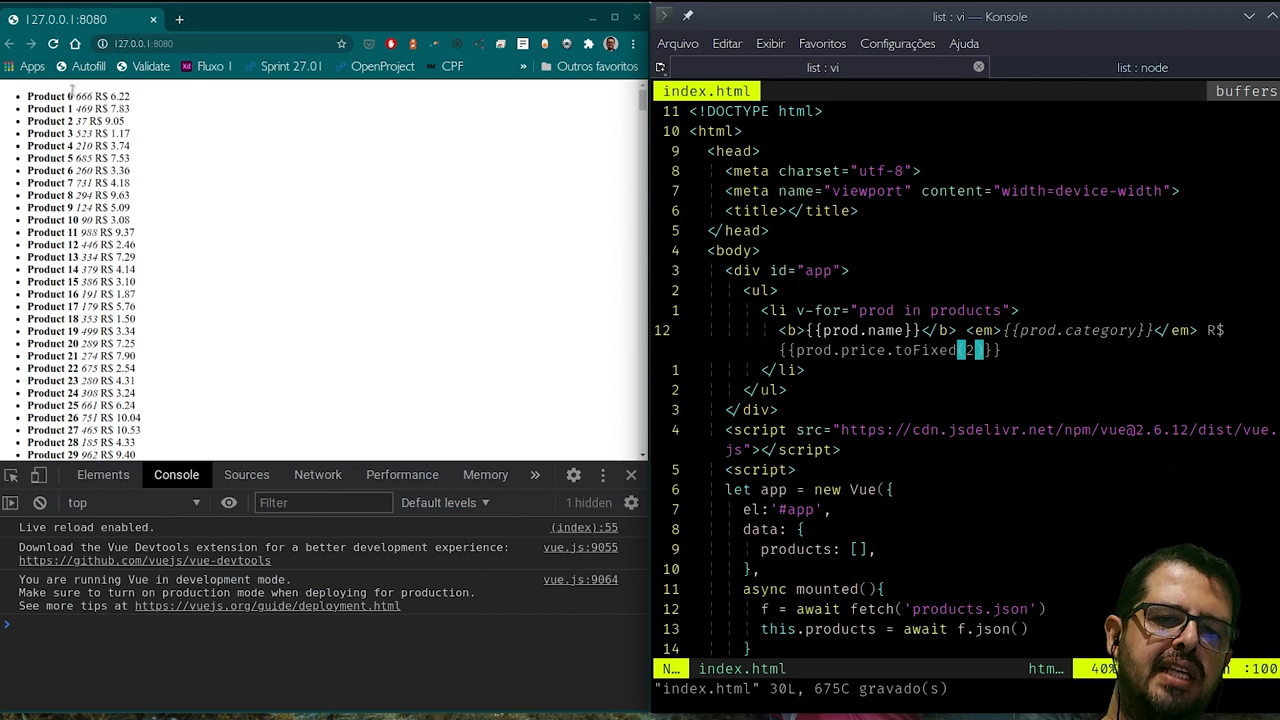 127.0.0.1:8080
127.0.0.1:8080
Apps Autofill Validate Xd Fluxo 1 Sprint 27.01 OpenProject CPF » Outros favoritos
Product 0 666 R$ 6.22
Product 1 469 R$ 7.83
Product 2 37 R$ 9.05
Product 3 523 R$ 1.17
Product 4 210 R$ 3.74
Product 5 685 R$ 7.53
Product 6 260 R$ 3.36
Product 7 731 R$ 4.18
Product 8 294 R$ 9.63
Product 9 124 R$ 5.09
Product 10 90 R$ 3.08
Product 11 988 R$ 9.37
Product 12 446 R$ 2.46
Product 13 334 R$ 7.29
Product 14 379 R$ 4.14
Product 15 386 R$ 3.10
Product 16 191 R$ 1.87
Product 17 179 R$ 5.76
Product 18 353 R$ 1.50
Product 19 499 R$ 3.34
Product 20 289 R$ 7.25
Product 21 274 R$ 7.90
Product 22 675 R$ 2.54
Product 23 280 R$ 4.31
Product 24 308 R$ 3.24
Product 25 661 R$ 6.24
Product 26 751 R$ 10.04
Product 27 465 R$ 10.53
Product 28 185 R$ 4.33
Product 29 962 R$ 9.40
Elements Console Sources Network Performance Memory »
top Filter Default levels 1 hidden
Live reload enabled. (index):55
Download the Vue Devtools extension for a better development experience: vue.js:9055
https://github.com/vuejs/vue-devtools
You are running Vue in development mode. vue.js:9064
Make sure to turn on production mode when deploying for production.
See more tips at https://vuejs.org/guide/deployment.html
list : vi — Konsole
Arquivo Editar Exibir Favoritos Configurações Ajuda
list : vi list : node
index.html buffers
11 <!DOCTYPE html>
10 <html>
9 <head>
8 <meta charset="utf-8">
7 <meta name="viewport" content="width=device-width">
6 <title></title>
5 </head>
4 <body>
3 <div id="app">
2 <ul>
1 <li v-for="prod in products">
12 <b>{{prod.name}}</b> <em>{{prod.category}}</em> R$
{{prod.price.toFixed(2)}}
1 </li>
2 </ul>
3 </div>
4 <script src="https://cdn.jsdelivr.net/npm/vue@2.6.12/dist/vue.
js"></script>
5 <script>
6 let app = new Vue({
7 el:'#app',
8 data: {
9 products: [],
10 },
11 async mounted(){
12 f = await fetch('products.json')
13 this.products = await f.json()
14 }
N… index.html htm… 40% :100
"index.html" 30L, 675C gravado(s)